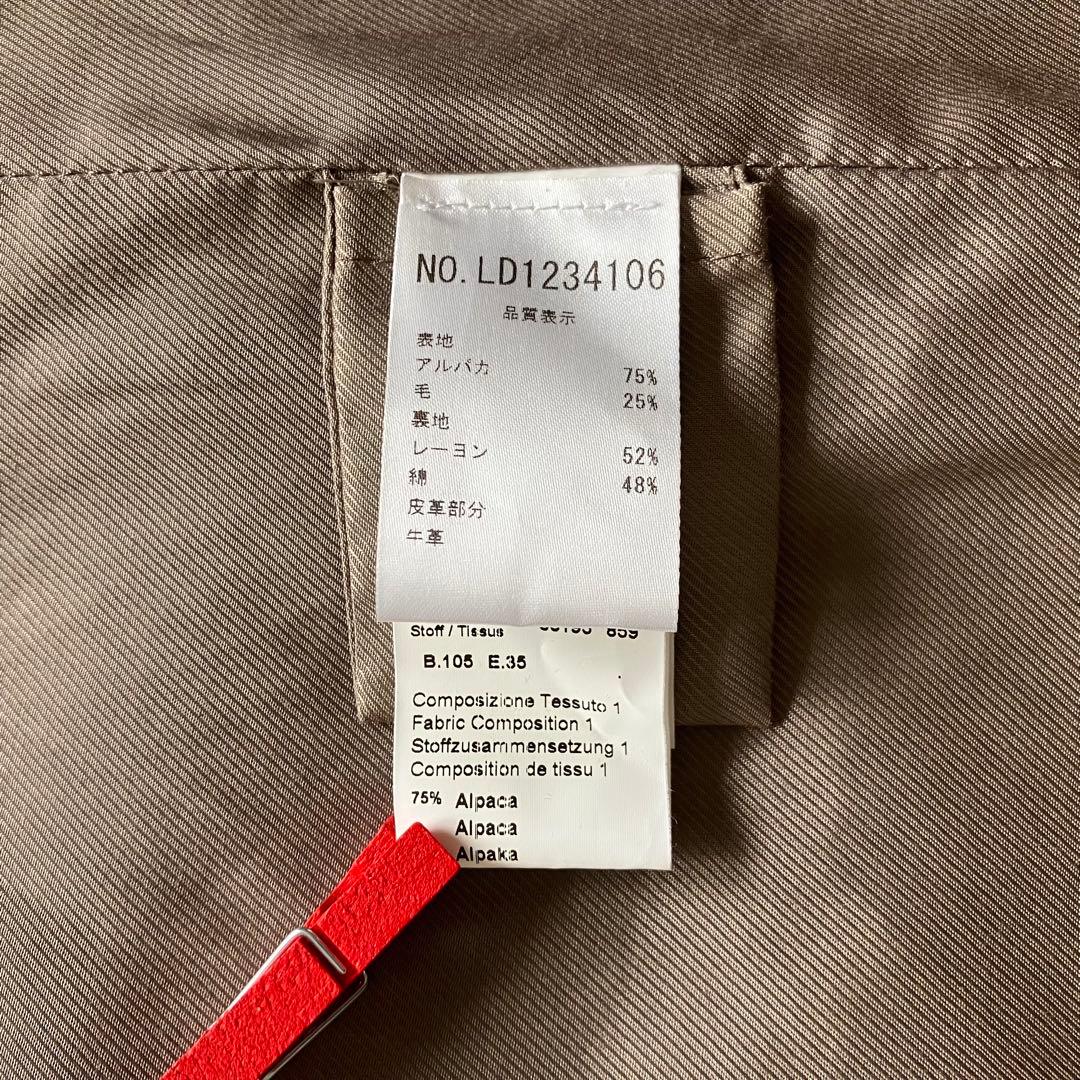 NO. LD1234106
品質表示
表地
アルパカ 75%
毛 25%
裏地
レーヨン 52%
綿 48%
皮革部分
牛革
Stoff / Tissus 859
B.105 E.35
Composizione Tessuto 1
Fabric Composition 1
Stoffzusammensetzung 1
Composition de tissu 1
75% Alpaca
Alpaca
Alpaka